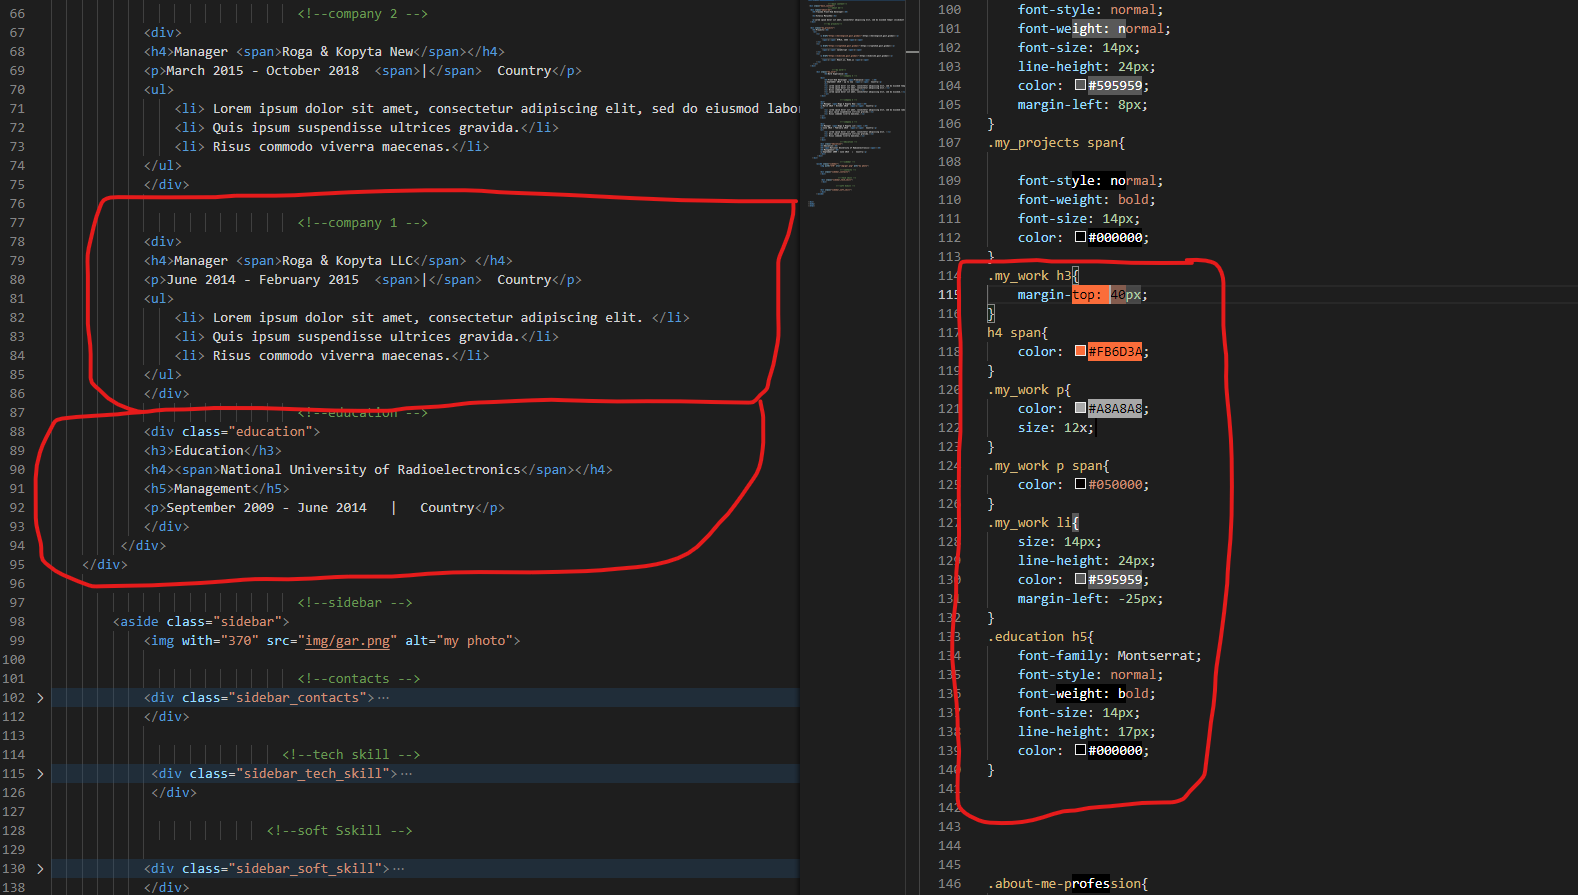 66 <!--company 2 -->
67 <div>
68 <h4>Manager <span>Roga & Kopyta New</span></h4>
69 <p>March 2015 - October 2018  <span>|</span>  Country</p>
70 <ul>
71 <li> Lorem ipsum dolor sit amet, consectetur adipiscing elit, sed do eiusmod labor
72 <li> Quis ipsum suspendisse ultrices gravida.</li>
73 <li> Risus commodo viverra maecenas.</li>
74 </ul>
75 </div>
76
77 <!--company 1 -->
78 <div>
79 <h4>Manager <span>Roga & Kopyta LLC</span> </h4>
80 <p>June 2014 - February 2015  <span>|</span>  Country</p>
81 <ul>
82 <li> Lorem ipsum dolor sit amet, consectetur adipiscing elit. </li>
83 <li> Quis ipsum suspendisse ultrices gravida.</li>
84 <li> Risus commodo viverra maecenas.</li>
85 </ul>
86 </div>
87 <!--education -->
88 <div class="education">
89 <h3>Education</h3>
90 <h4><span>National University of Radioelectronics</span></h4>
91 <h5>Management</h5>
92 <p>September 2009 - June 2014   |   Country</p>
93 </div>
94 </div>
95 </div>
96
97 <!--sidebar -->
98 <aside class="sidebar">
99 <img with="370" src="img/gar.png" alt="my photo">
100
101 <!--contacts -->
102 <div class="sidebar_contacts">···
112 </div>
113
114 <!--tech skill -->
115 <div class="sidebar_tech_skill">···
126 </div>
127
128 <!--soft Sskill -->
129
130 <div class="sidebar_soft_skill">···
138 </div>
100 font-style: normal;
101 font-weight: normal;
102 font-size: 14px;
103 line-height: 24px;
104 color: #595959;
105 margin-left: 8px;
106 }
107 .my_projects span{
108
109 font-style: normal;
110 font-weight: bold;
111 font-size: 14px;
112 color: #000000;
113 }
114 .my_work h3{
115 margin-top: 40px;
116 }
117 h4 span{
118 color: #FB6D3A;
119 }
120 .my_work p{
121 color: #A8A8A8;
122 size: 12x;
123 }
124 .my_work p span{
125 color: #050000;
126 }
127 .my_work li{
128 size: 14px;
129 line-height: 24px;
130 color: #595959;
131 margin-left: -25px;
132 }
133 .education h5{
134 font-family: Montserrat;
135 font-style: normal;
136 font-weight: bold;
137 font-size: 14px;
138 line-height: 17px;
139 color: #000000;
140 }
141
142
143
144
145
146 .about-me-profession{